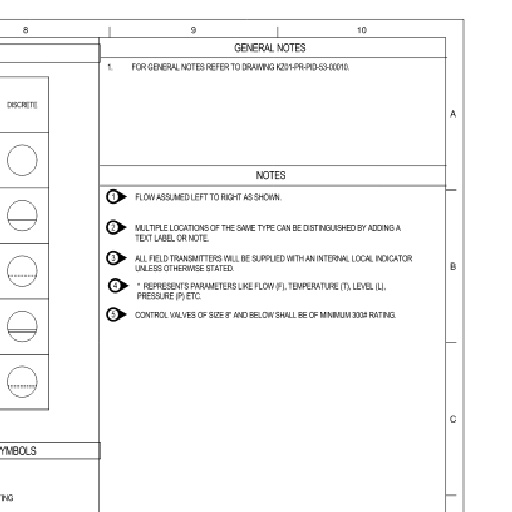 8 9 10
GENERAL NOTES
1. FOR GENERAL NOTES REFER TO DRAWING KZ01-PR-PID-53-00010.
DISCRETE
A
NOTES
1 FLOW ASSUMED LEFT TO RIGHT AS SHOWN.
2 MULTIPLE LOCATIONS OF THE SAME TYPE CAN BE DISTINGUISHED BY ADDING A
TEXT LABEL OR NOTE.
3 ALL FIELD TRANSMITTERS WILL BE SUPPLIED WITH AN INTERNAL LOCAL INDICATOR
UNLESS OTHERWISE STATED.
B
4 * REPRESENTS PARAMETERS LIKE FLOW (F), TEMPERATURE (T), LEVEL (L),
PRESSURE (P) ETC.
5 CONTROL VALVES OF SIZE 8" AND BELOW SHALL BE OF MINIMUM 300# RATING.
C
YMBOLS
TING